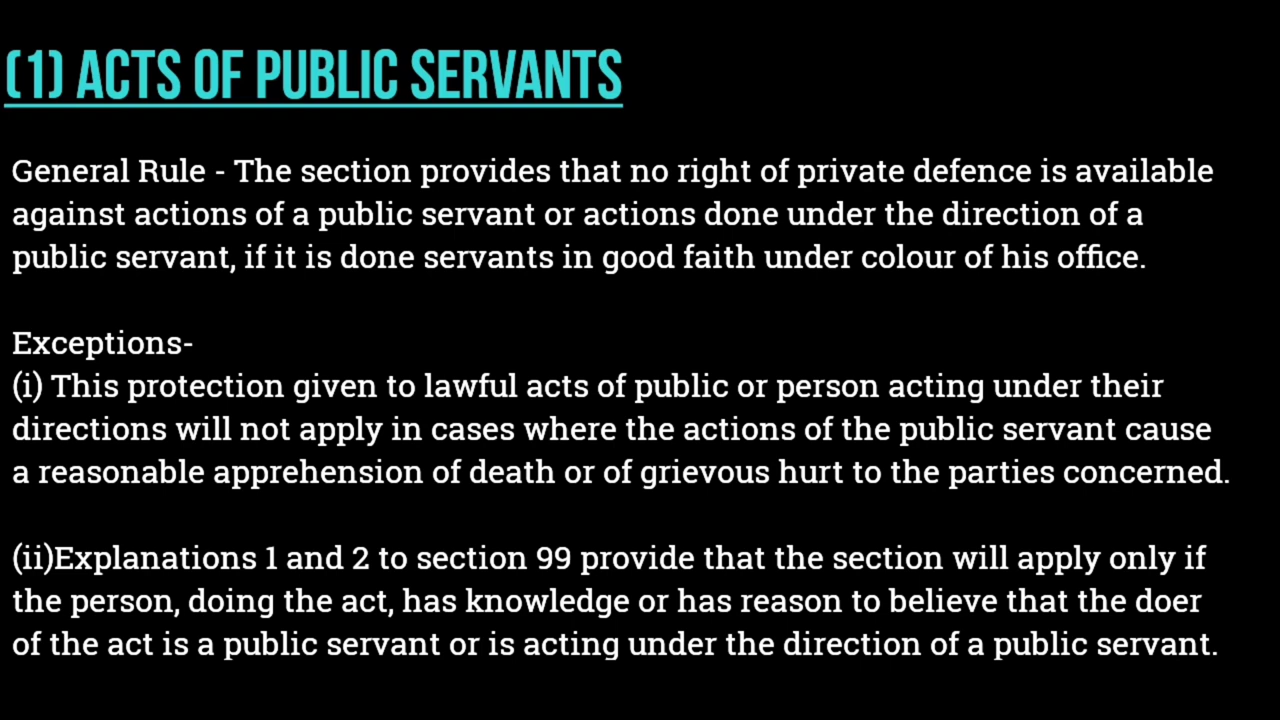 (1) ACTS OF PUBLIC SERVANTS
General Rule - The section provides that no right of private defence is available
against actions of a public servant or actions done under the direction of a
public servant, if it is done servants in good faith under colour of his office.
Exceptions-
(i) This protection given to lawful acts of public or person acting under their
directions will not apply in cases where the actions of the public servant cause
a reasonable apprehension of death or of grievous hurt to the parties concerned.
(ii)Explanations 1 and 2 to section 99 provide that the section will apply only if
the person, doing the act, has knowledge or has reason to believe that the doer
of the act is a public servant or is acting under the direction of a public servant.